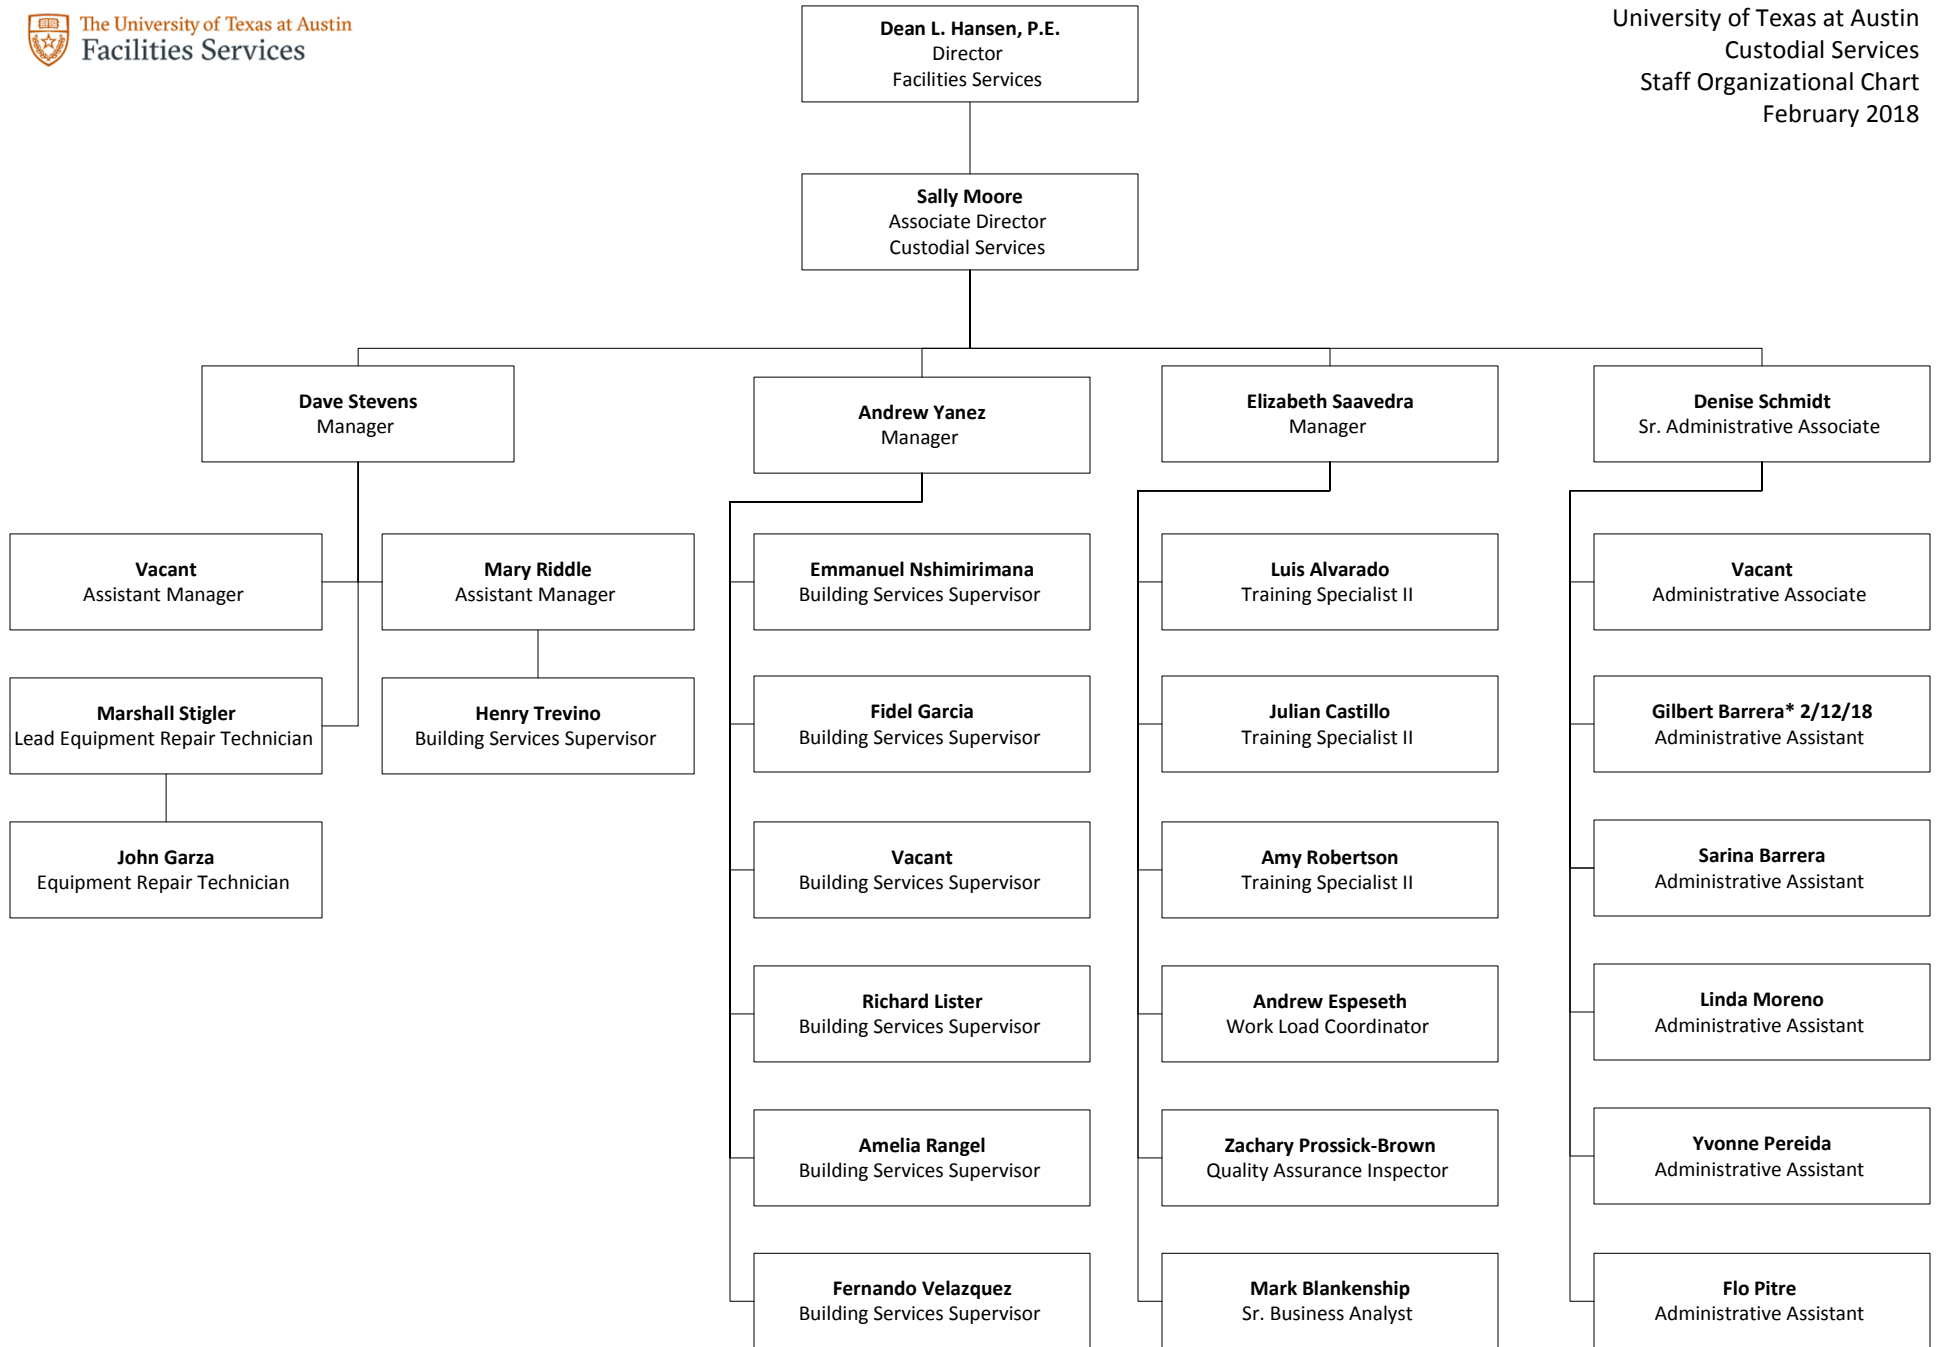 The University of Texas at Austin
Facilities Services
University of Texas at Austin
Custodial Services
Staff Organizational Chart
February 2018
Dean L. Hansen, P.E.
Director
Facilities Services
Sally Moore
Associate Director
Custodial Services
Dave Stevens
Manager
Andrew Yanez
Manager
Elizabeth Saavedra
Manager
Denise Schmidt
Sr. Administrative Associate
Vacant
Assistant Manager
Mary Riddle
Assistant Manager
Marshall Stigler
Lead Equipment Repair Technician
Henry Trevino
Building Services Supervisor
John Garza
Equipment Repair Technician
Emmanuel Nshimirimana
Building Services Supervisor
Fidel Garcia
Building Services Supervisor
Vacant
Building Services Supervisor
Richard Lister
Building Services Supervisor
Amelia Rangel
Building Services Supervisor
Fernando Velazquez
Building Services Supervisor
Luis Alvarado
Training Specialist II
Julian Castillo
Training Specialist II
Amy Robertson
Training Specialist II
Andrew Espeseth
Work Load Coordinator
Zachary Prossick-Brown
Quality Assurance Inspector
Mark Blankenship
Sr. Business Analyst
Vacant
Administrative Associate
Gilbert Barrera* 2/12/18
Administrative Assistant
Sarina Barrera
Administrative Assistant
Linda Moreno
Administrative Assistant
Yvonne Pereida
Administrative Assistant
Flo Pitre
Administrative Assistant